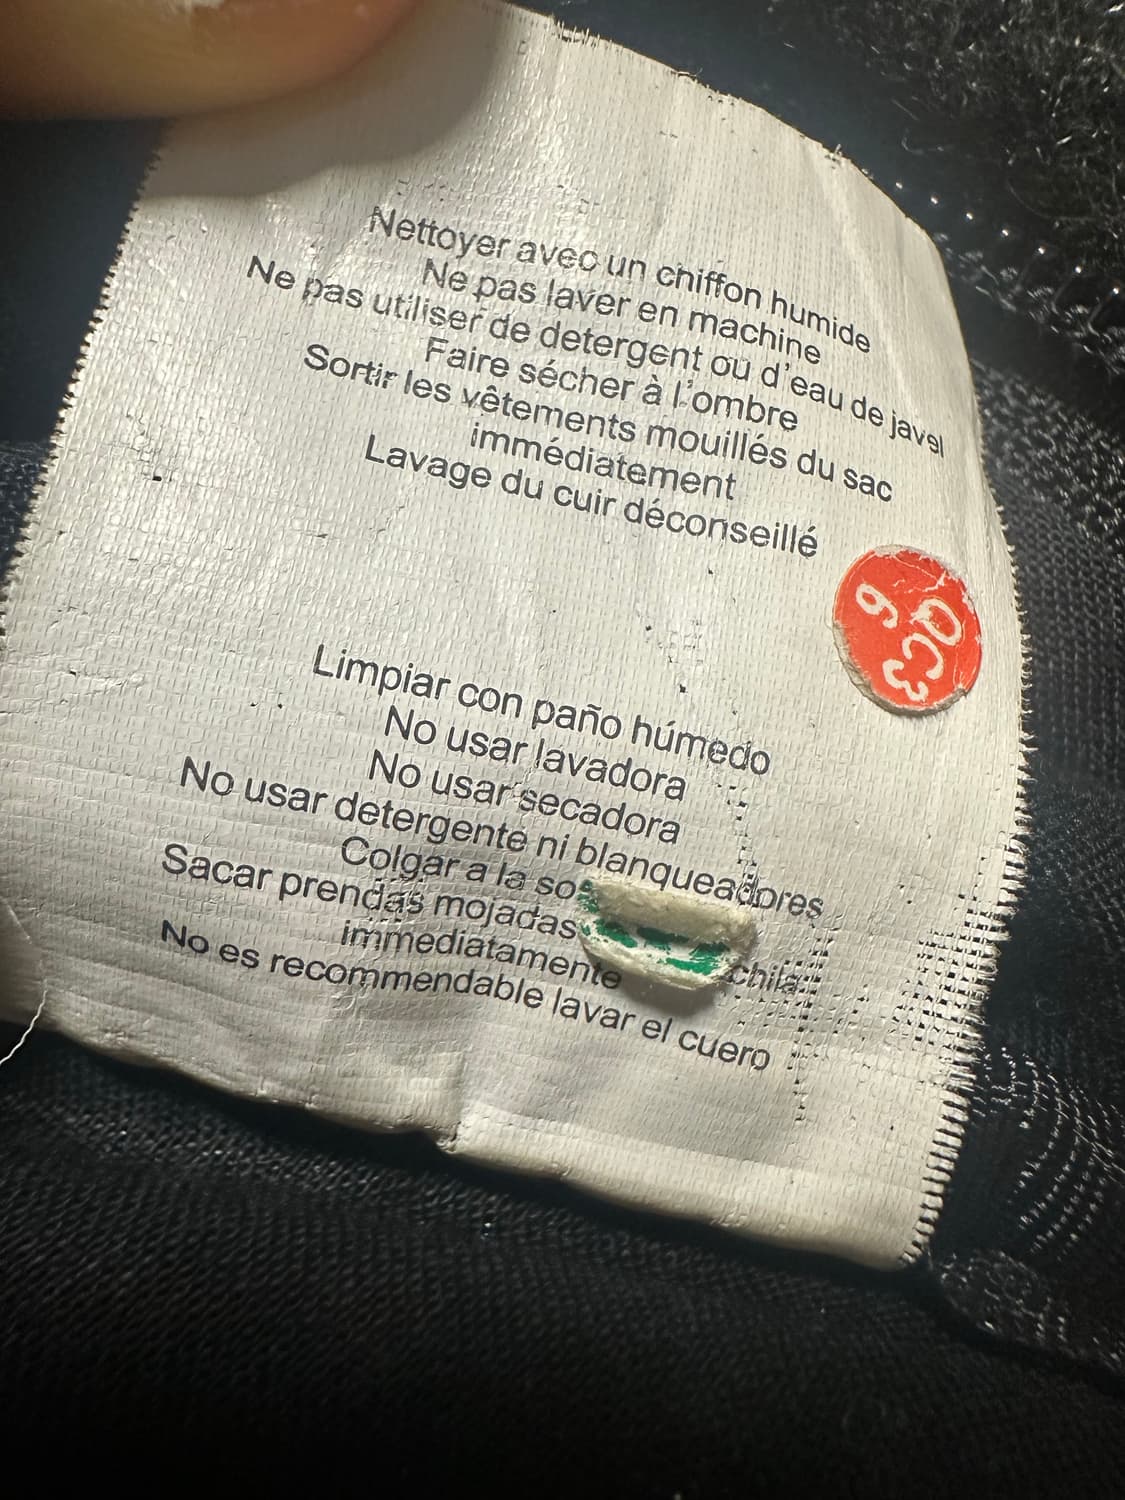 Nettoyer avec un chiffon humide
Ne pas laver en machine
Ne pas utiliser de detergent ou d'eau de javel
Faire sécher à l'ombre
Sortir les vêtements mouillés du sac
immédiatement
Lavage du cuir déconseillé
QC3
6
Limpiar con paño húmedo
No usar lavadora
No usar secadora
No usar detergente ni blanqueadores
Colgar a la
Sacar prendas mojadas
immediatamente
No es recommendable lavar el cuero